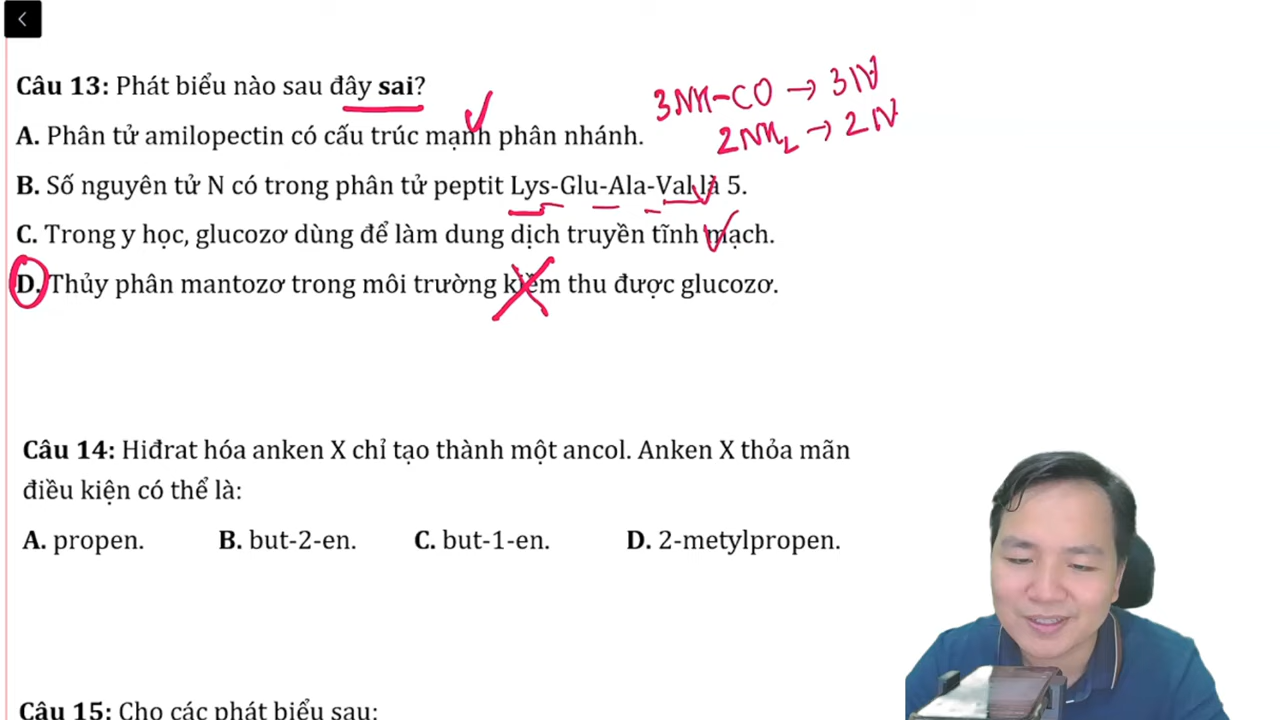 Câu 13: Phát biểu nào sau đây sai?
3NH-CO → 3N
A. Phân tử amilopectin có cấu trúc mạnh phân nhánh.
2NH2 → 2N
B. Số nguyên tử N có trong phân tử peptit Lys-Glu-Ala-Val là 5.
C. Trong y học, glucozơ dùng để làm dung dịch truyền tĩnh mạch.
D. Thủy phân mantozơ trong môi trường kiềm thu được glucozơ.
Câu 14: Hiđrat hóa anken X chỉ tạo thành một ancol. Anken X thỏa mãn
điều kiện có thể là:
A. propen. B. but-2-en. C. but-1-en. D. 2-metylpropen.
Câu 15: Cho các phát biểu sau: